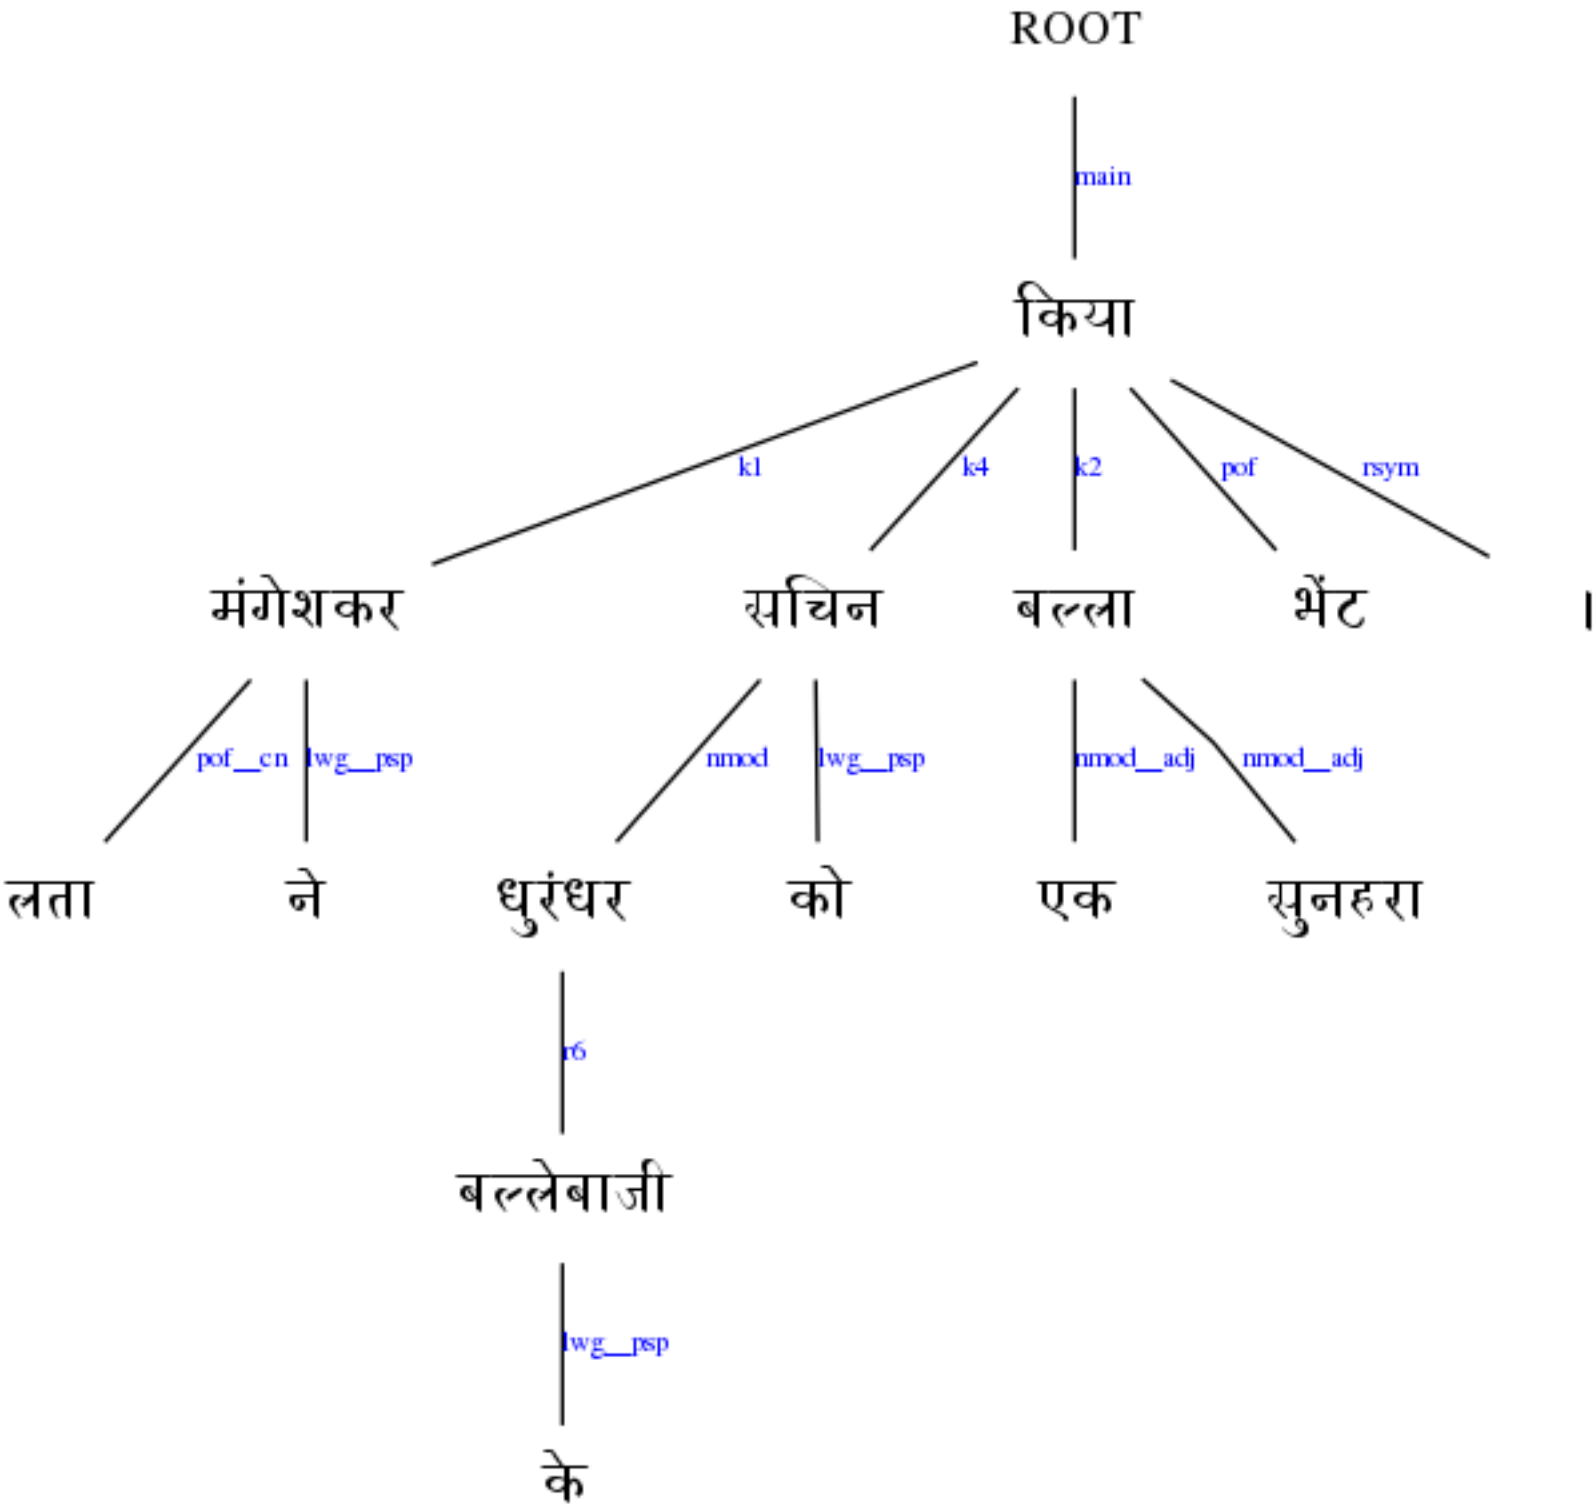 ROOT
main
किया
k1 k4 k2 pof rsym
मंगेशकर सचिन बल्ला भेंट ।
pof__cn lwg__psp nmod lwg__psp nmod__adj nmod__adj
लता ने धुरंधर को एक सुनहरा
r6
बल्लेबाजी
lwg__psp
के